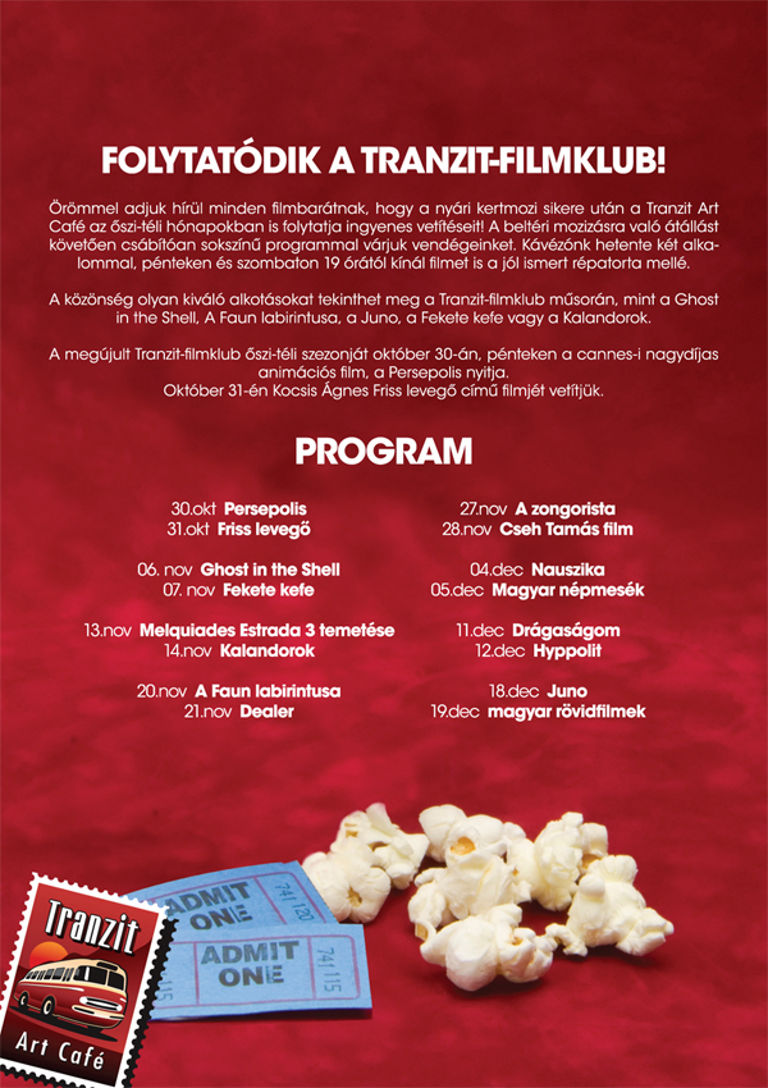 FOLYTATÓDIK A TRANZIT-FILMKLUB!
Örömmel adjuk hírül minden filmbarátnak, hogy a nyári kertmozi sikere után a Tranzit Art
Café az őszi-téli hónapokban is folytatja ingyenes vetítéseit! A beltéri mozizásra való átállást
követően csábítóan sokszínű programmal várjuk vendégeinket. Kávézónk hetente két alka-
lommal, pénteken és szombaton 19 órától kínál filmet is a jól ismert répatorta mellé.
A közönség olyan kiváló alkotásokat tekinthet meg a Tranzit-filmklub műsorán, mint a Ghost
in the Shell, A Faun labirintusa, a Juno, a Fekete kefe vagy a Kalandorok.
A megújult Tranzit-filmklub őszi-téli szezonját október 30-án, pénteken a cannes-i nagydíjas
animációs film, a Persepolis nyitja.
Október 31-én Kocsis Ágnes Friss levegő című filmjét vetítjük.
PROGRAM
30.okt Persepolis
31.okt Friss levegő
06. nov Ghost in the Shell
07. nov Fekete kefe
13.nov Melquiades Estrada 3 temetése
14.nov Kalandorok
20.nov A Faun labirintusa
21.nov Dealer
27.nov A zongorista
28.nov Cseh Tamás film
04.dec Nauszika
05.dec Magyar népmesék
11.dec Drágaságom
12.dec Hyppolit
18.dec Juno
19.dec magyar rövidfilmek
ADMIT
ONE
741120
ADMIT
ONE
741115
115
Tranzit
Art Café